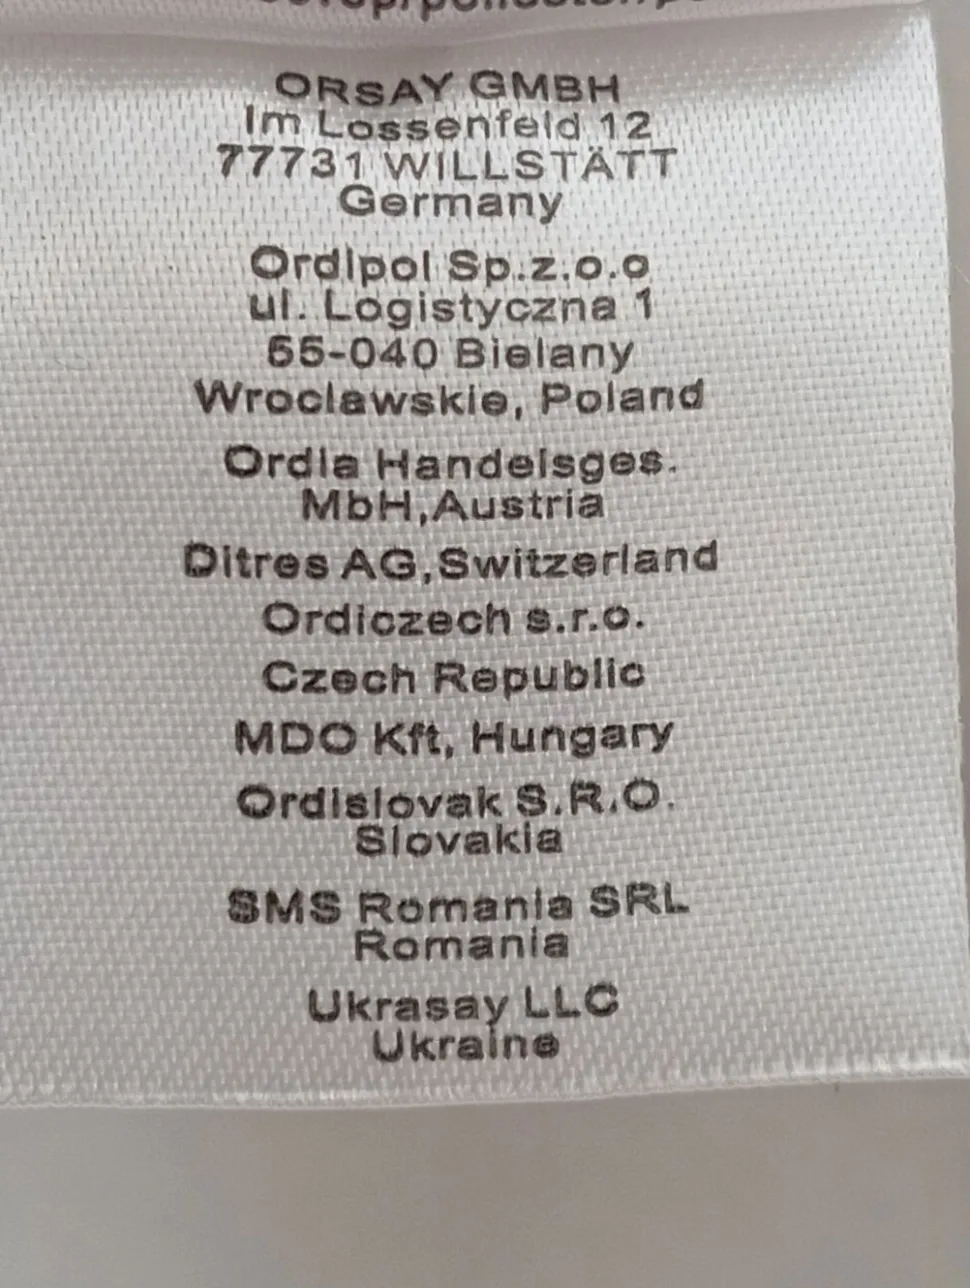 ORSAY GMBH
Im Lossenfeld 12
77731 WILLSTÄTT
Germany
Ordipol Sp.z.o.o
ul. Logistyczna 1
55-040 Bielany
Wroclawskie, Poland
Ordia Handelsges.
MbH,Austria
Ditres AG,Switzerland
Ordiczech s.r.o.
Czech Republic
MDO Kft, Hungary
Ordislovak S.R.O.
Slovakia
SMS Romania SRL
Romania
Ukrasay LLC
Ukraine